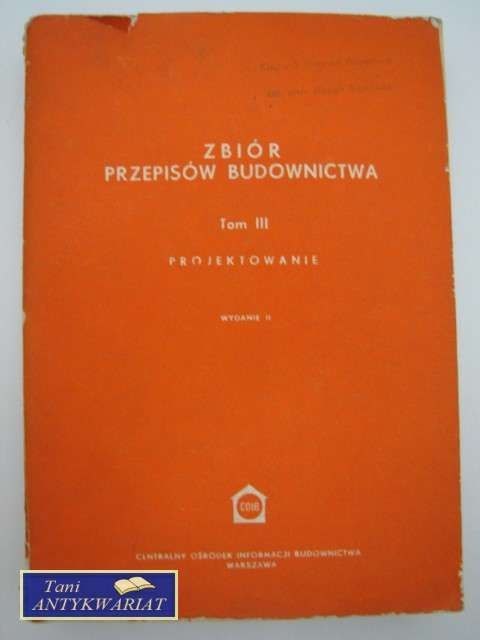 ZBIÓR
PRZEPISÓW BUDOWNICTWA
Tom III
PROJEKTOWANIE
WYDANIE II
COIB
CENTRALNY OŚRODEK INFORMACJI BUDOWNICTWA
WARSZAWA
Tani
ANTYKWARIAT